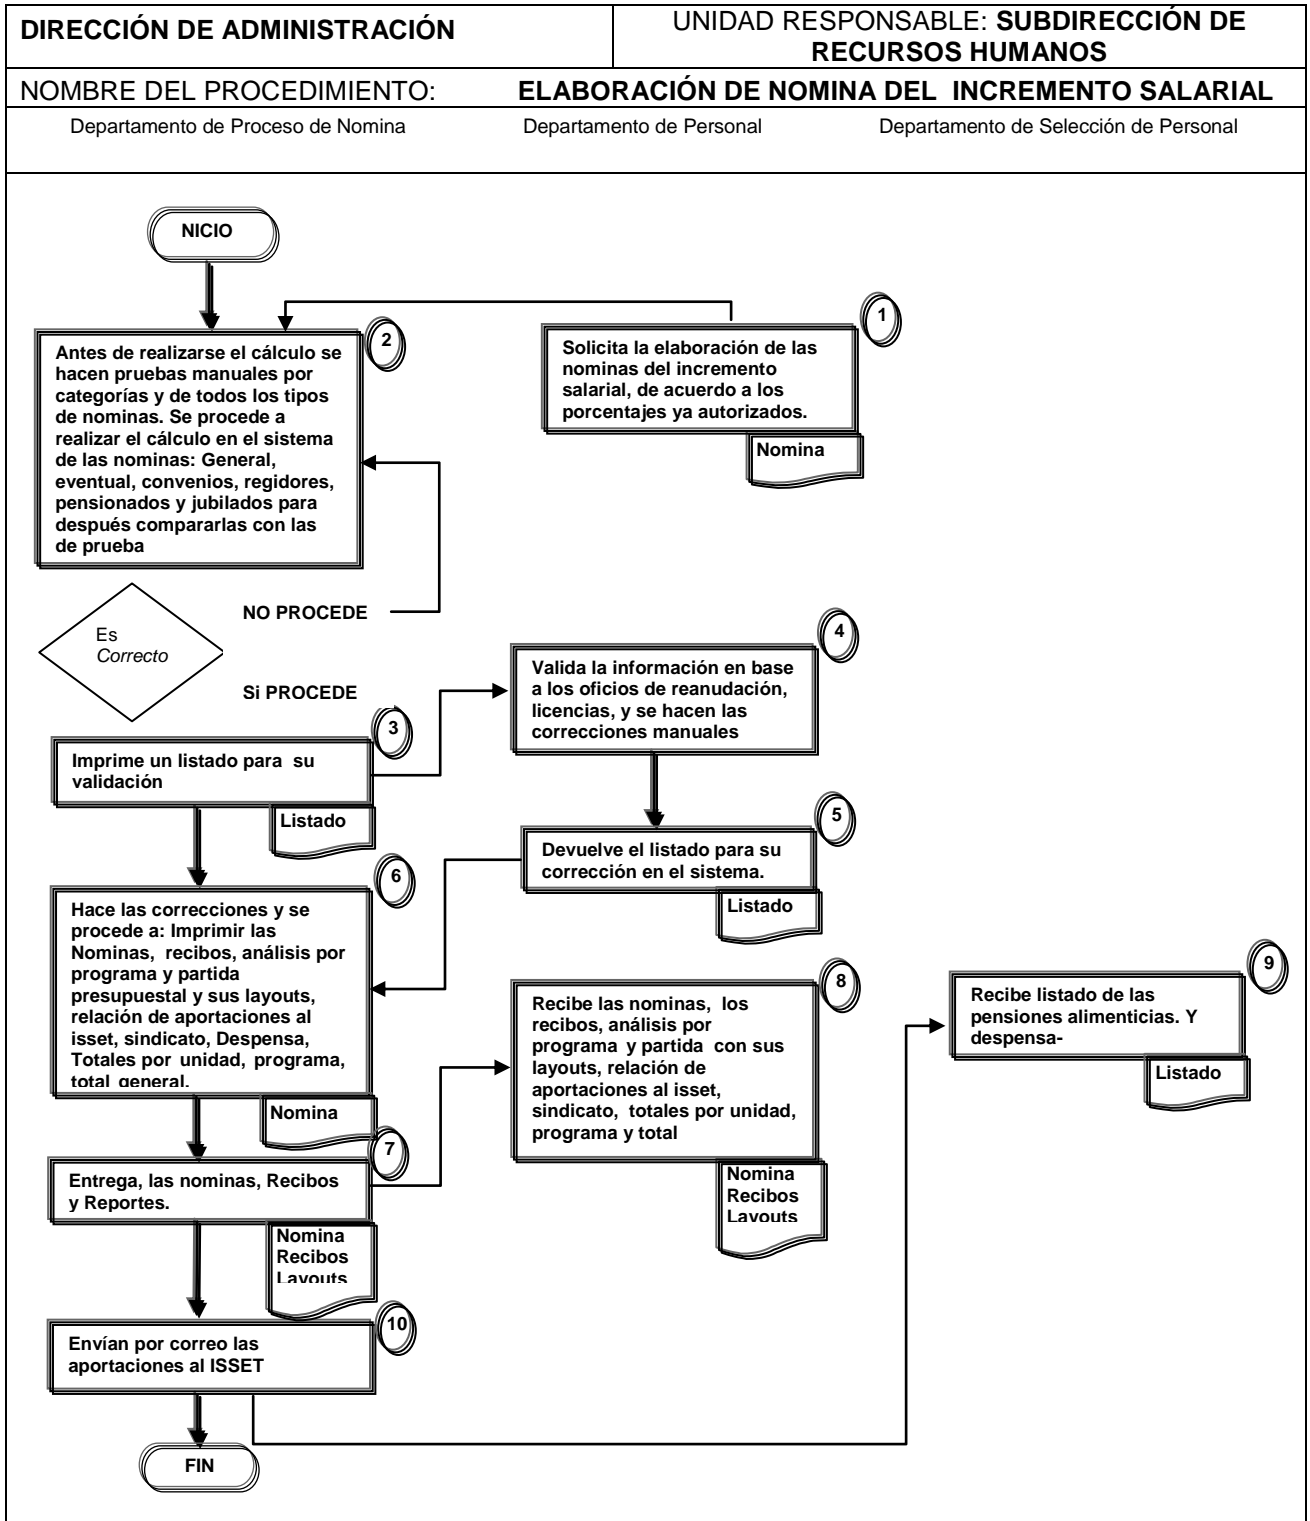 DIRECCIÓN DE ADMINISTRACIÓN
UNIDAD RESPONSABLE: SUBDIRECCIÓN DE
RECURSOS HUMANOS
NOMBRE DEL PROCEDIMIENTO: ELABORACIÓN DE NOMINA DEL INCREMENTO SALARIAL
Departamento de Proceso de Nomina
Departamento de Personal
Departamento de Selección de Personal
NICIO
1
Solicita la elaboración de las
nominas del incremento
salarial, de acuerdo a los
porcentajes ya autorizados.
Nomina
2
Antes de realizarse el cálculo se
hacen pruebas manuales por
categorías y de todos los tipos
de nominas. Se procede a
realizar el cálculo en el sistema
de las nominas: General,
eventual, convenios, regidores,
pensionados y jubilados para
después compararlas con las
de prueba
Es
Correcto
NO PROCEDE
Si PROCEDE
3
Imprime un listado para su
validación
Listado
4
Valida la información en base
a los oficios de reanudación,
licencias, y se hacen las
correcciones manuales
5
Devuelve el listado para su
corrección en el sistema.
Listado
6
Hace las correcciones y se
procede a: Imprimir las
Nominas, recibos, análisis por
programa y partida
presupuestal y sus layouts,
relación de aportaciones al
isset, sindicato, Despensa,
Totales por unidad, programa,
total general.
Nomina
7
Entrega, las nominas, Recibos
y Reportes.
Nomina
Recibos
Layouts
8
Recibe las nominas, los
recibos, análisis por
programa y partida con sus
layouts, relación de
aportaciones al isset,
sindicato, totales por unidad,
programa y total
Nomina
Recibos
Layouts
9
Recibe listado de las
pensiones alimenticias. Y
despensa-
Listado
10
Envían por correo las
aportaciones al ISSET
FIN